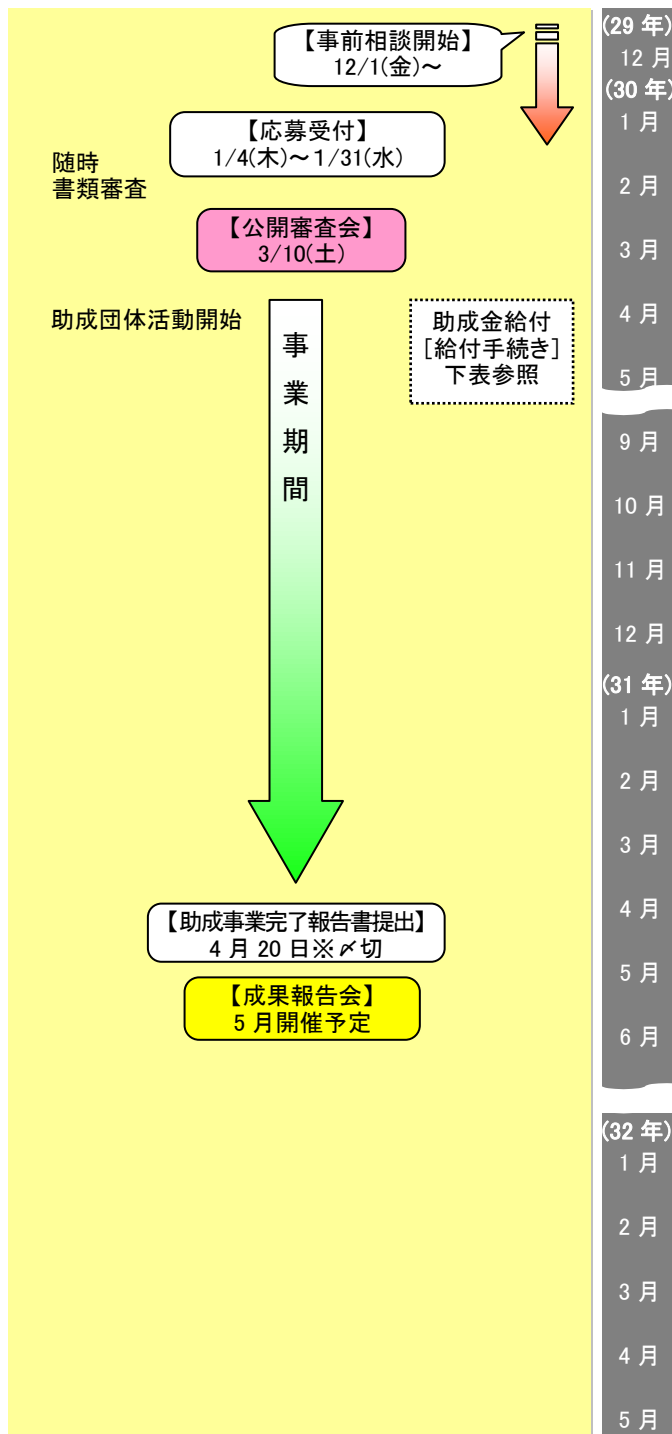 【事前相談開始】
12/1(金)～
【応募受付】
1/4(木)～1/31(水)
随時
書類審査
【公開審査会】
3/10(土)
助成団体活動開始
事
業
期
間
助成金給付
[給付手続き]
下表参照
【助成事業完了報告書提出】
4月20日※〆切
【成果報告会】
5月開催予定
(29年)
12月
(30年)
1月
2月
3月
4月
5月
9月
10月
11月
12月
(31年)
1月
2月
3月
4月
5月
6月
(32年)
1月
2月
3月
4月
5月